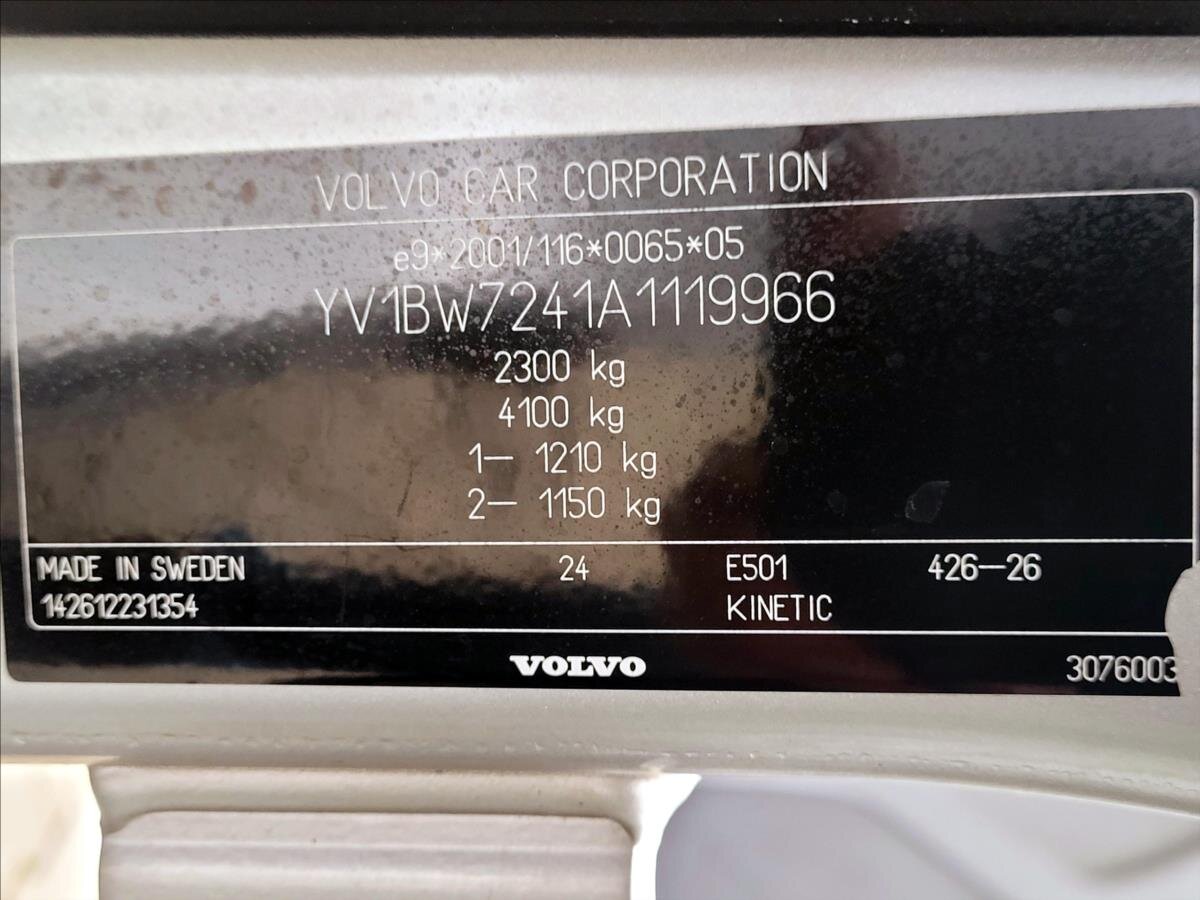 VOLVO CAR CORPORATION
e9*2001/116*0065*05
YV1BW7241A1119966
2300 kg
4100 kg
1– 1210 kg
2– 1150 kg
MADE IN SWEDEN 24 E501 426–26
142612231354 KINETIC
VOLVO 3076003